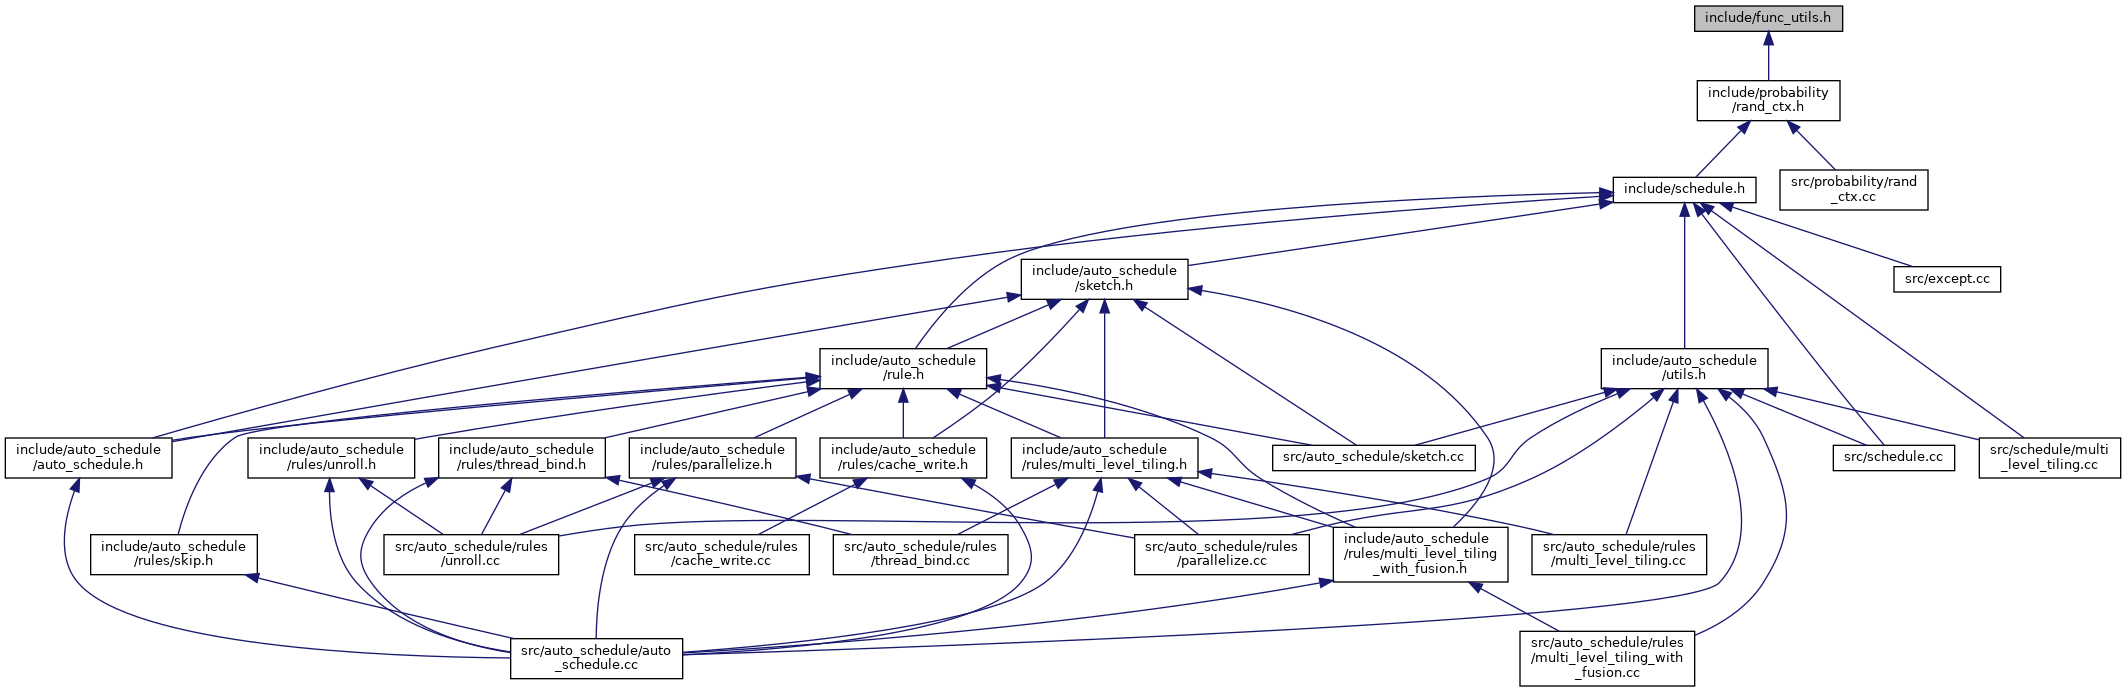 include/func_utils.h
include/probability
/rand_ctx.h
include/schedule.h
src/probability/rand
_ctx.cc
include/auto_schedule
/sketch.h
src/except.cc
include/auto_schedule
/rule.h
include/auto_schedule
/utils.h
include/auto_schedule
/auto_schedule.h
include/auto_schedule
/rules/unroll.h
include/auto_schedule
/rules/thread_bind.h
include/auto_schedule
/rules/parallelize.h
include/auto_schedule
/rules/cache_write.h
include/auto_schedule
/rules/multi_level_tiling.h
src/auto_schedule/sketch.cc
src/schedule.cc
src/schedule/multi
_level_tiling.cc
include/auto_schedule
/rules/skip.h
src/auto_schedule/rules
/unroll.cc
src/auto_schedule/rules
/cache_write.cc
src/auto_schedule/rules
/thread_bind.cc
src/auto_schedule/rules
/parallelize.cc
include/auto_schedule
/rules/multi_level_tiling
_with_fusion.h
src/auto_schedule/rules
/multi_level_tiling.cc
src/auto_schedule/auto
_schedule.cc
src/auto_schedule/rules
/multi_level_tiling_with
_fusion.cc